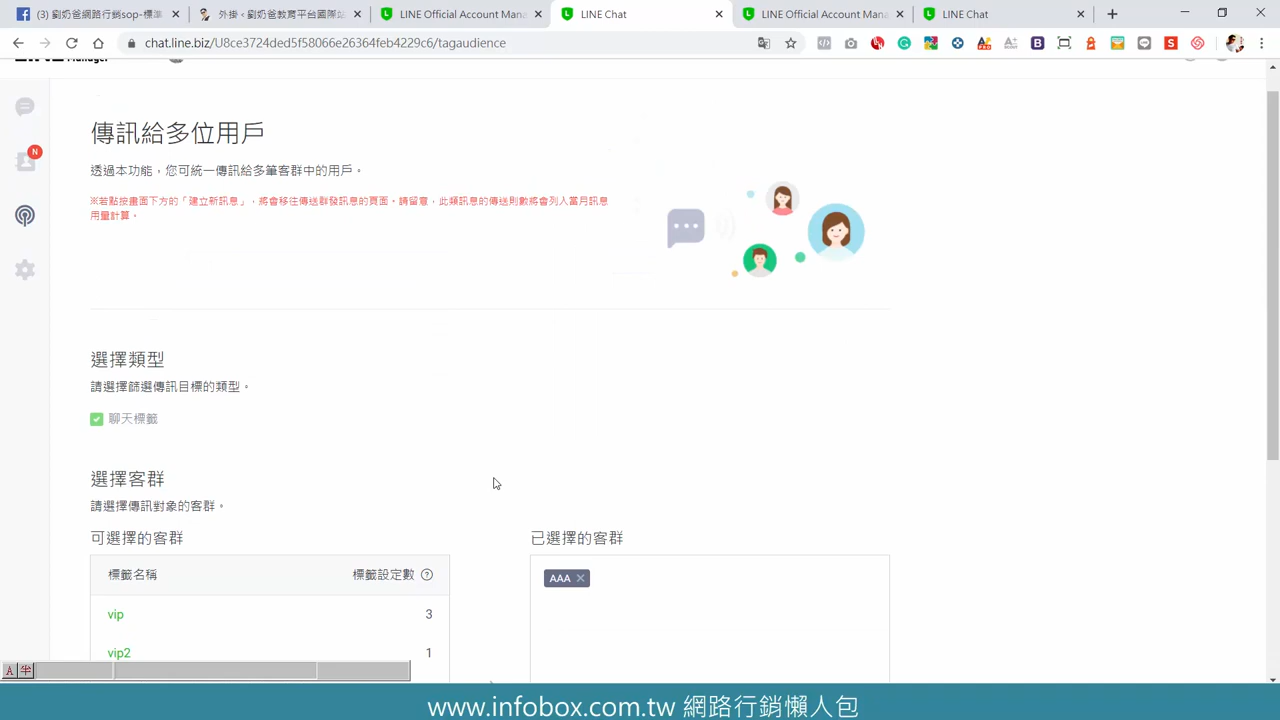 (3) 劉奶爸網路行銷sop-標準
外掛 ‹ 劉奶爸教育平台國際站
LINE Official Account Mana
LINE Chat
LINE Official Account Mana
LINE Chat
chat.line.biz/U8ce3724ded5f58066e26364feb4229c6/tagaudience
Manager
N
傳訊給多位用戶
透過本功能，您可統一傳訊給多筆客群中的用戶。
※若點按畫面下方的「建立新訊息」，將會移往傳送群發訊息的頁面。請留意，此類訊息的傳送則數將會列入當月訊息
用量計算。
選擇類型
請選擇篩選傳訊目標的類型。
聊天標籤
選擇客群
請選擇傳訊對象的客群。
可選擇的客群
已選擇的客群
標籤名稱
標籤設定數
AAA
vip
3
vip2
1
A 半
www.infobox.com.tw 網路行銷懶人包